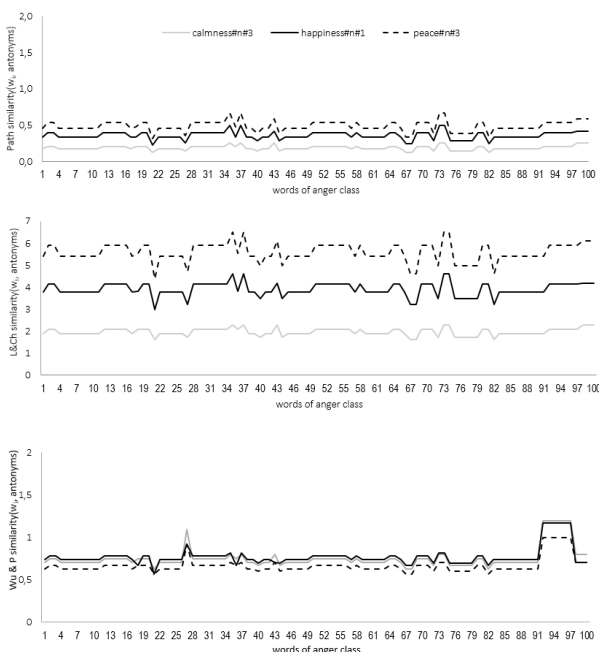 2,0
calmness#n#3 happiness#n#1 peace#n#3
1,5
1,0
0,5
0,0
Path similarity(wᵢ, antonyms)
1 4 7 10 13 16 19 22 25 28 31 34 37 40 43 46 49 52 55 58 61 64 67 70 73 76 79 82 85 88 91 94 97 100
words of anger class
7
6
5
4
3
2
1
0
L&Ch similarity(wᵢ, antonyms)
1 4 7 10 13 16 19 22 25 28 31 34 37 40 43 46 49 52 55 58 61 64 67 70 73 76 79 82 85 88 91 94 97 100
words of anger class
2
1,5
1
0,5
0
Wu & P similarity(wᵢ, antonyms)
1 4 7 10 13 16 19 22 25 28 31 34 37 40 43 46 49 52 55 58 61 64 67 70 73 76 79 82 85 88 91 94 97 100
words of anger class